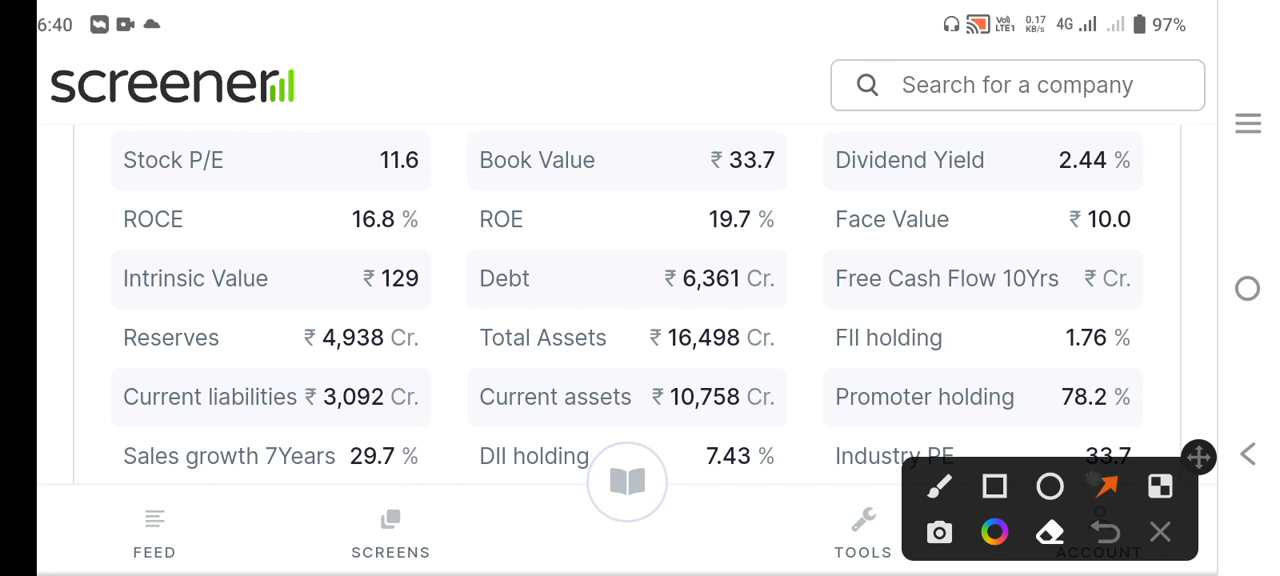 6:40 Vol) LTE1 0.17 KB/s 4G 97%
screener Search for a company
Stock P/E 11.6 Book Value ₹ 33.7 Dividend Yield 2.44 %
ROCE 16.8 % ROE 19.7 % Face Value ₹ 10.0
Intrinsic Value ₹ 129 Debt ₹ 6,361 Cr. Free Cash Flow 10Yrs ₹ Cr.
Reserves ₹ 4,938 Cr. Total Assets ₹ 16,498 Cr. FII holding 1.76 %
Current liabilities ₹ 3,092 Cr. Current assets ₹ 10,758 Cr. Promoter holding 78.2 %
Sales growth 7Years 29.7 % DII holding 7.43 % Industry PE 33.7
FEED SCREENS TOOLS ACCOUNT